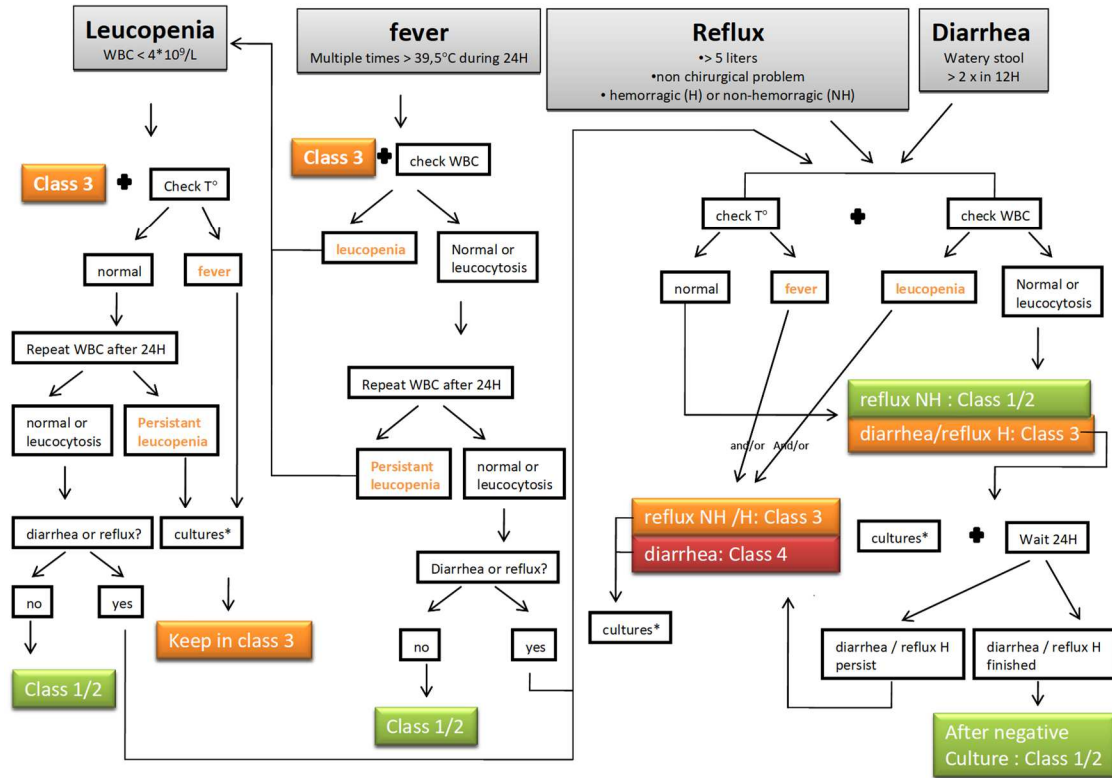 Leucopenia
WBC < 4*10⁹/L
fever
Multiple times > 39,5°C during 24H
Reflux
•> 5 liters
•non chirurgical problem
• hemorragic (H) or non-hemorragic (NH)
Diarrhea
Watery stool
> 2 x in 12H
Class 3
Check T°
normal
fever
Repeat WBC after 24H
normal or
leucocytosis
Persistant
leucopenia
diarrhea or reflux?
cultures*
no
yes
Keep in class 3
Class 1/2
Class 3
check WBC
leucopenia
Normal or
leucocytosis
Repeat WBC after 24H
Persistant
leucopenia
normal or
leucocytosis
Diarrhea or reflux?
no
yes
Class 1/2
check T°
check WBC
normal
fever
leucopenia
Normal or
leucocytosis
reflux NH : Class 1/2
diarrhea/reflux H: Class 3
and/or
And/or
reflux NH /H: Class 3
diarrhea: Class 4
cultures*
cultures*
Wait 24H
diarrhea / reflux H
persist
diarrhea / reflux H
finished
After negative
Culture : Class 1/2